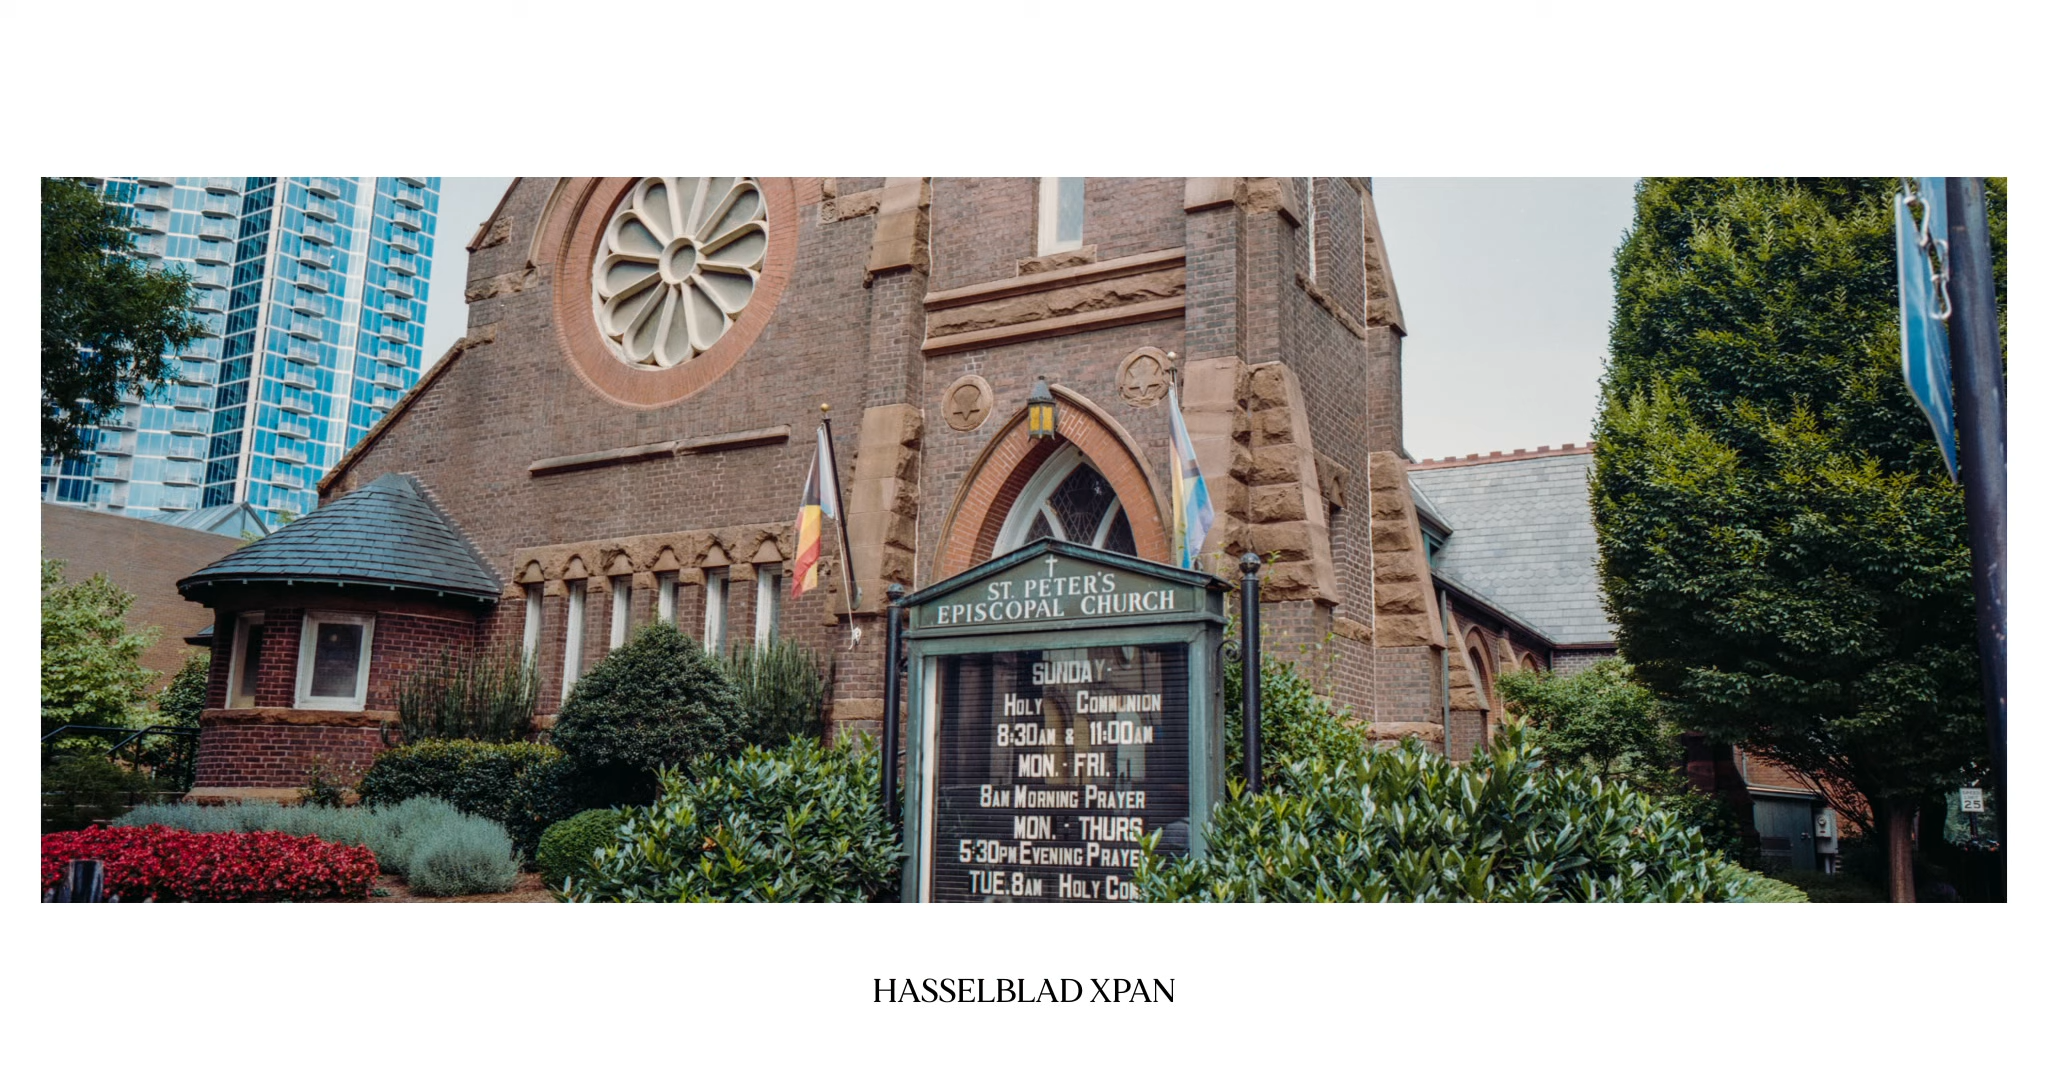 ST. PETER'S
EPISCOPAL CHURCH
SUNDAY·
HOLY COMMUNION
8:30AM & 11:00AM
MON. - FRI.
8AM MORNING PRAYER
MON. - THURS
5:30PM EVENING PRAYE
TUE. 8AM HOLY CO
25
HASSELBLAD XPAN